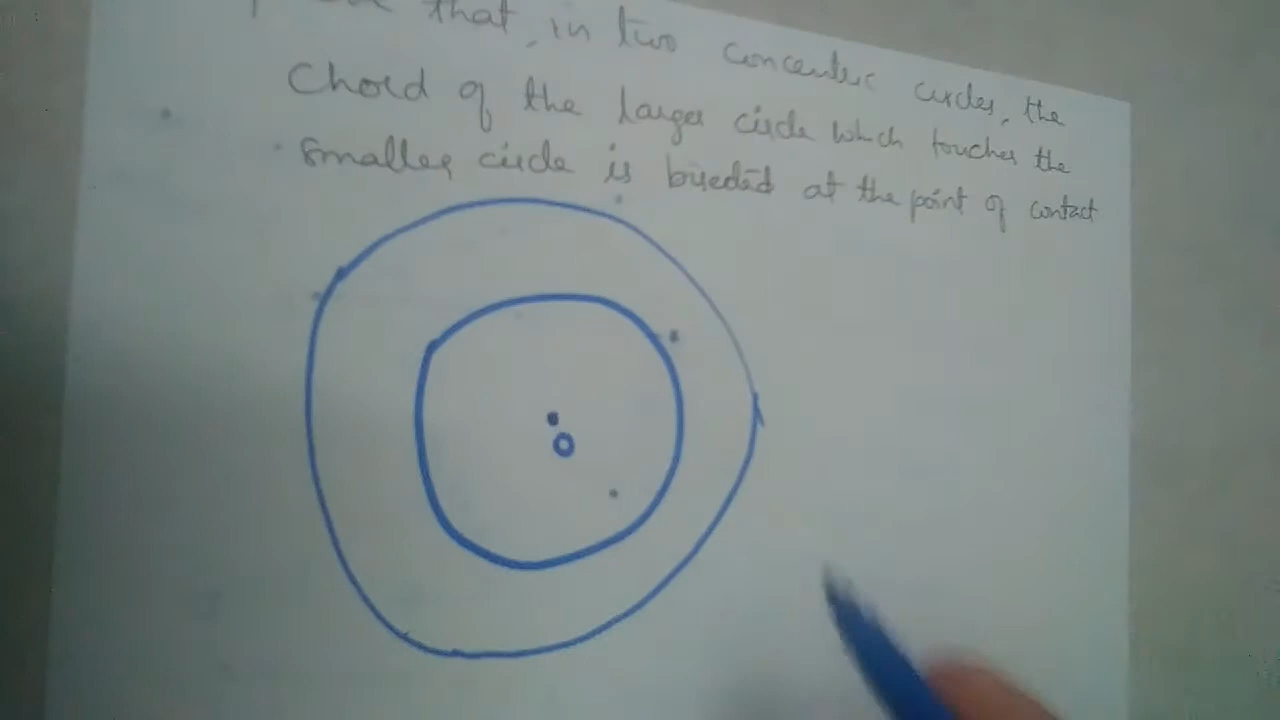 that, in two concentric circles, the
Chord of the larger circle which touches the
smaller circle is bisected at the point of contact
O